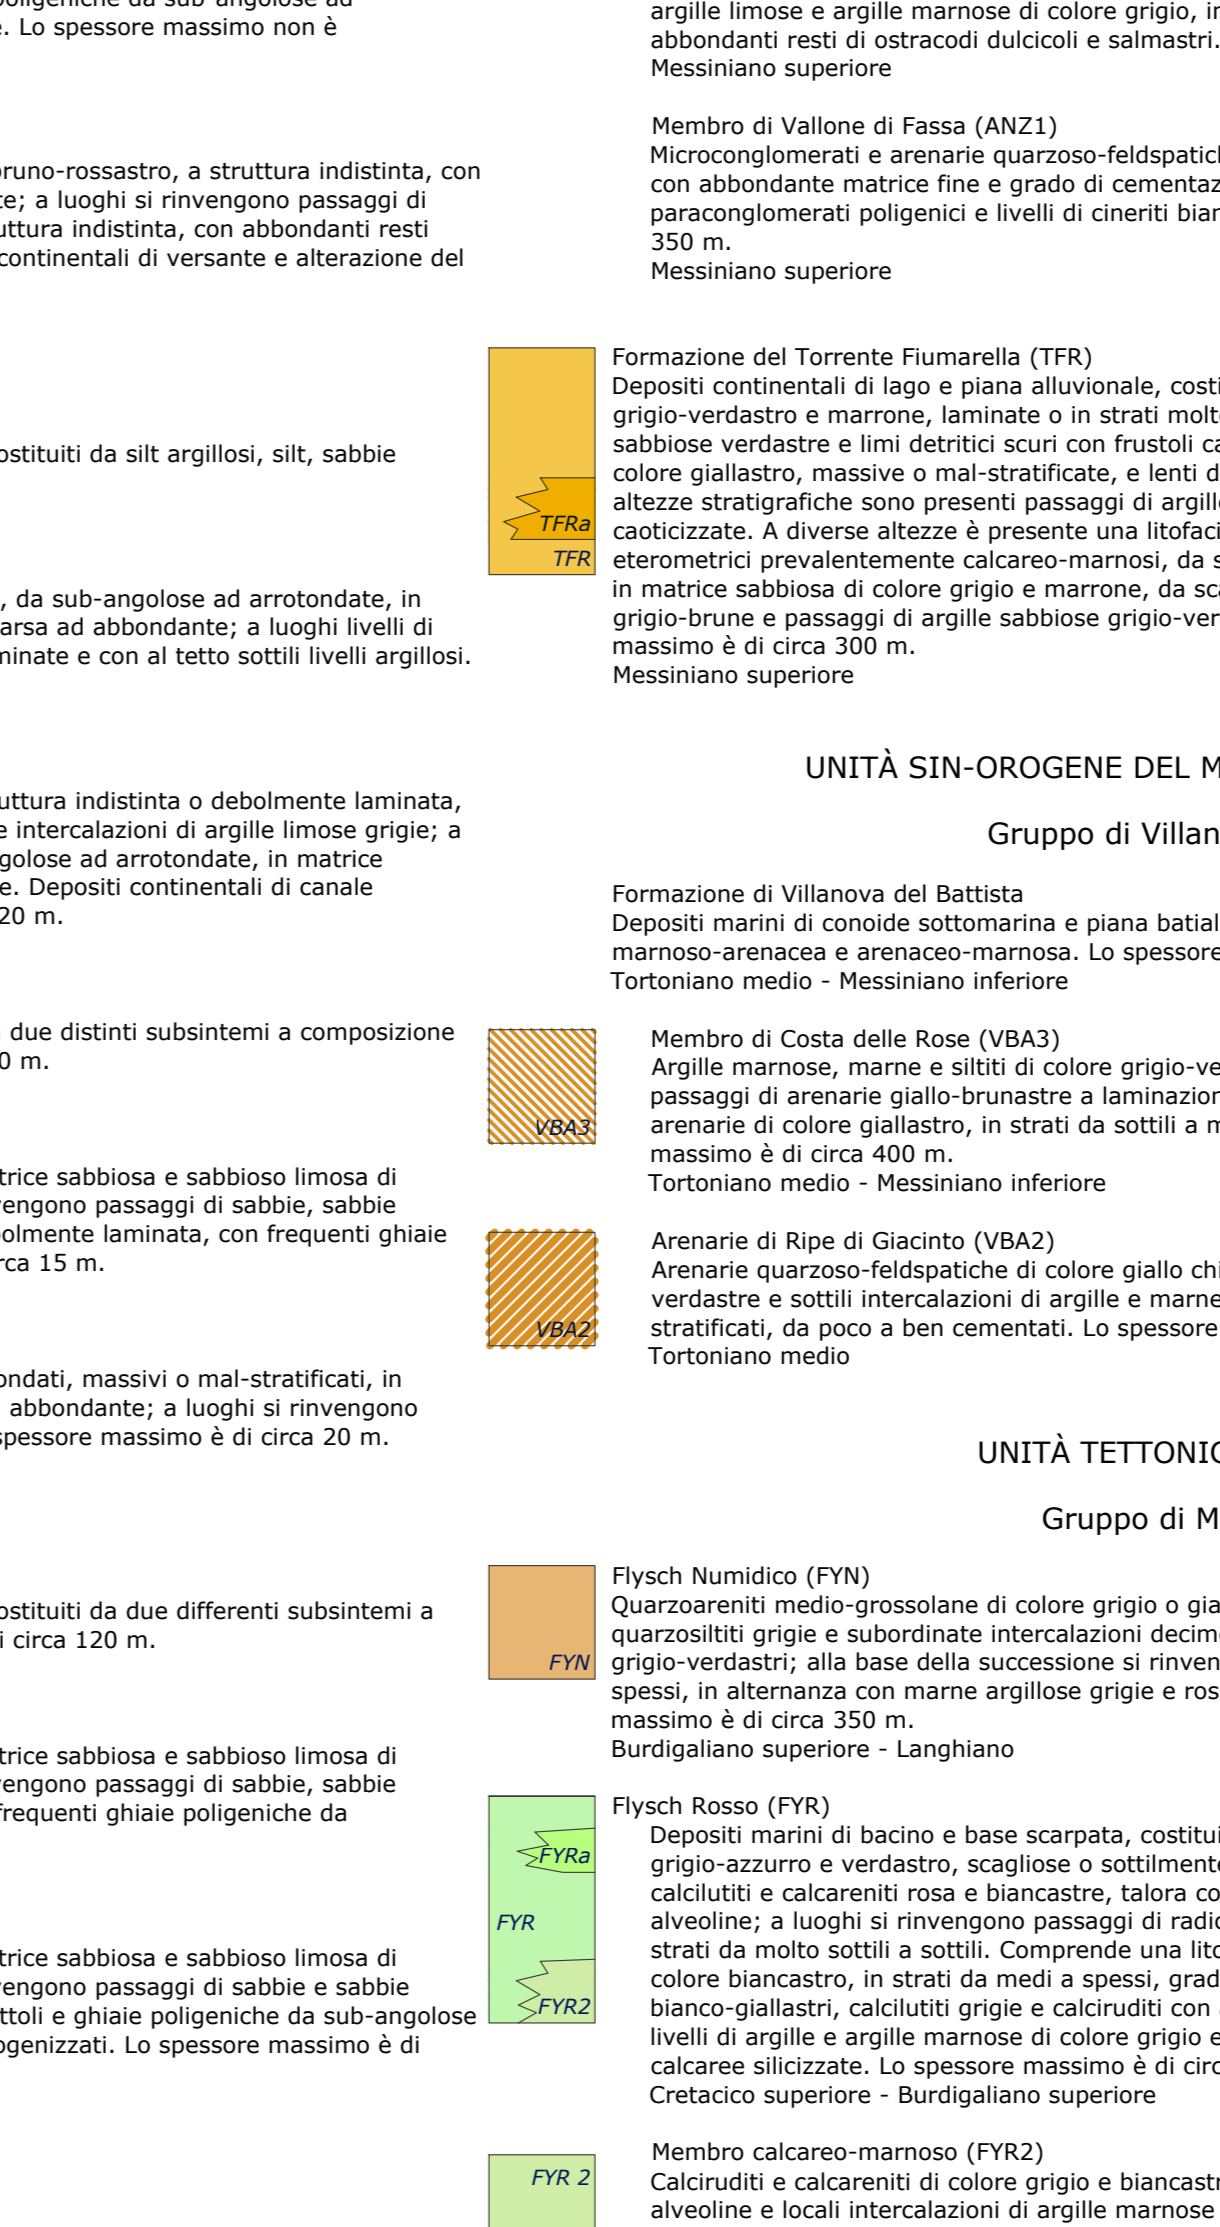 poligeniche da sub-angolose ad
e. Lo spessore massimo non è
bruno-rossastro, a struttura indistinta, con
te; a luoghi si rinvengono passaggi di
uttura indistinta, con abbondanti resti
continentali di versante e alterazione del
ostituiti da silt argillosi, silt, sabbie
, da sub-angolose ad arrotondate, in
arsa ad abbondante; a luoghi livelli di
minate e con al tetto sottili livelli argillosi.
uttura indistinta o debolmente laminata,
e intercalazioni di argille limose grigie; a
golose ad arrotondate, in matrice
e. Depositi continentali di canale
20 m.
due distinti subsintemi a composizione
0 m.
trice sabbiosa e sabbioso limosa di
vengono passaggi di sabbie, sabbie
olmente laminata, con frequenti ghiaie
rca 15 m.
ondati, massivi o mal-stratificati, in
abbondante; a luoghi si rinvengono
spessore massimo è di circa 20 m.
ostituiti da due differenti subsintemi a
i circa 120 m.
trice sabbiosa e sabbioso limosa di
vengono passaggi di sabbie, sabbie
frequenti ghiaie poligeniche da
trice sabbiosa e sabbioso limosa di
vengono passaggi di sabbie e sabbie
ttoli e ghiaie poligeniche da sub-angolose
ogenizzati. Lo spessore massimo è di
argille limose e argille marnose di colore grigio, in
abbondanti resti di ostracodi dulcicoli e salmastri.
Messiniano superiore
Membro di Vallone di Fassa (ANZ1)
Microconglomerati e arenarie quarzoso-feldspatich
con abbondante matrice fine e grado di cementaz
paraconglomerati poligenici e livelli di cineriti bian
350 m.
Messiniano superiore
TFRa
TFR
Formazione del Torrente Fiumarella (TFR)
Depositi continentali di lago e piana alluvionale, costi
grigio-verdastro e marrone, laminate o in strati molt
sabbiose verdastre e limi detritici scuri con frustoli ca
colore giallastro, massive o mal-stratificate, e lenti d
altezze stratigrafiche sono presenti passaggi di argill
caoticizzate. A diverse altezze è presente una litofaci
eterometrici prevalentemente calcareo-marnosi, da s
in matrice sabbiosa di colore grigio e marrone, da sca
grigio-brune e passaggi di argille sabbiose grigio-ver
massimo è di circa 300 m.
Messiniano superiore
UNITÀ SIN-OROGENE DEL M
Gruppo di Villan
Formazione di Villanova del Battista
Depositi marini di conoide sottomarina e piana batial
marnoso-arenacea e arenaceo-marnosa. Lo spessore
Tortoniano medio - Messiniano inferiore
VBA3
Membro di Costa delle Rose (VBA3)
Argille marnose, marne e siltiti di colore grigio-ve
passaggi di arenarie giallo-brunastre a laminazion
arenarie di colore giallastro, in strati da sottili a m
massimo è di circa 400 m.
Tortoniano medio - Messiniano inferiore
VBA2
Arenarie di Ripe di Giacinto (VBA2)
Arenarie quarzoso-feldspatiche di colore giallo chi
verdastre e sottili intercalazioni di argille e marne
stratificati, da poco a ben cementati. Lo spessore
Tortoniano medio
UNITÀ TETTONIC
Gruppo di M
FYN
Flysch Numidico (FYN)
Quarzoareniti medio-grossolane di colore grigio o gia
quarzosiltiti grigie e subordinate intercalazioni decim
grigio-verdastri; alla base della successione si rinven
spessi, in alternanza con marne argillose grigie e ros
massimo è di circa 350 m.
Burdigaliano superiore - Langhiano
FYRa
FYR
FYR2
Flysch Rosso (FYR)
Depositi marini di bacino e base scarpata, costitui
grigio-azzurro e verdastro, scagliose o sottilmente
calcilutiti e calcareniti rosa e biancastre, talora co
alveoline; a luoghi si rinvengono passaggi di radio
strati da molto sottili a sottili. Comprende una lito
colore biancastro, in strati da medi a spessi, grad
bianco-giallastri, calcilutiti grigie e calciruditi con
livelli di argille e argille marnose di colore grigio e
calcaree silicizzate. Lo spessore massimo è di circ
Cretacico superiore - Burdigaliano superiore
FYR 2
Membro calcareo-marnoso (FYR2)
Calciruditi e calcareniti di colore grigio e biancastr
alveoline e locali intercalazioni di argille marnose